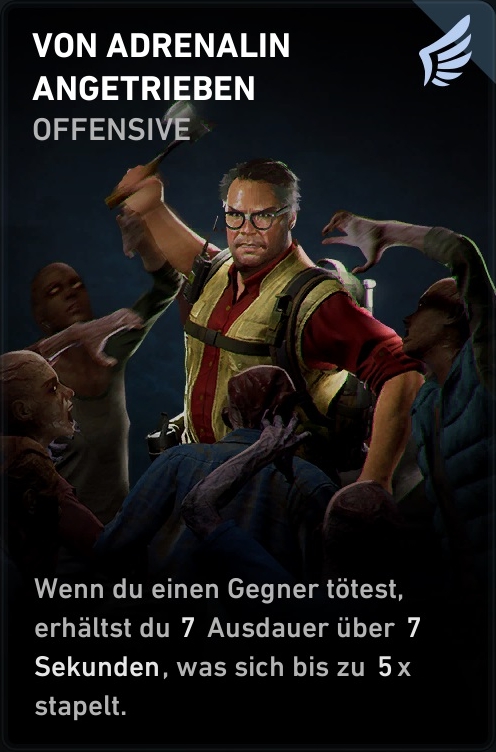 VON ADRENALIN
ANGETRIEBEN
OFFENSIVE
Wenn du einen Gegner tötest,
erhältst du 7 Ausdauer über 7
Sekunden, was sich bis zu 5x
stapelt.